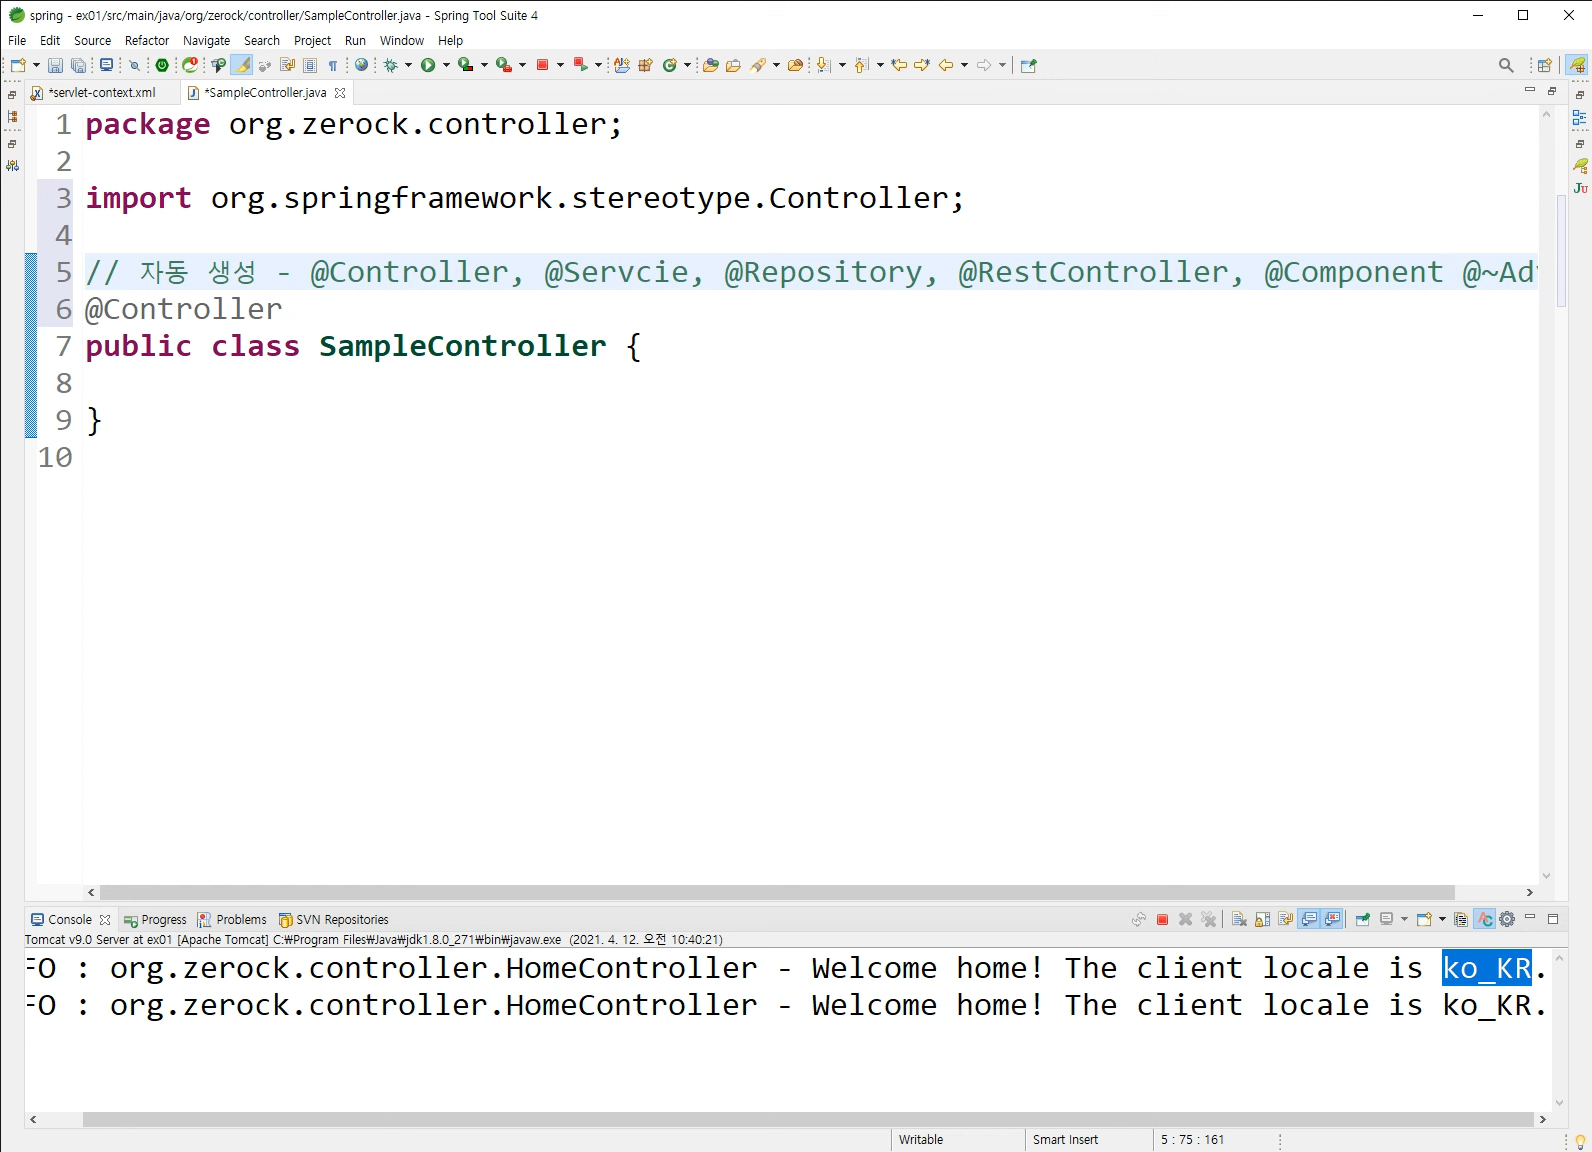 spring - ex01/src/main/java/org/zerock/controller/SampleController.java - Spring Tool Suite 4
File Edit Source Refactor Navigate Search Project Run Window Help
*servlet-context.xml *SampleController.java
1 package org.zerock.controller;
2
3 import org.springframework.stereotype.Controller;
4
5 // 자동 생성 - @Controller, @Servcie, @Repository, @RestController, @Component @~Adv
6 @Controller
7 public class SampleController {
8
9 }
10
Console Progress Problems SVN Repositories
Tomcat v9.0 Server at ex01 [Apache Tomcat] C:₩Program Files₩Java₩jdk1.8.0_271₩bin₩javaw.exe (2021. 4. 12. 오전 10:40:21)
FO : org.zerock.controller.HomeController - Welcome home! The client locale is ko_KR.
FO : org.zerock.controller.HomeController - Welcome home! The client locale is ko_KR.
Writable Smart Insert 5 : 75 : 161